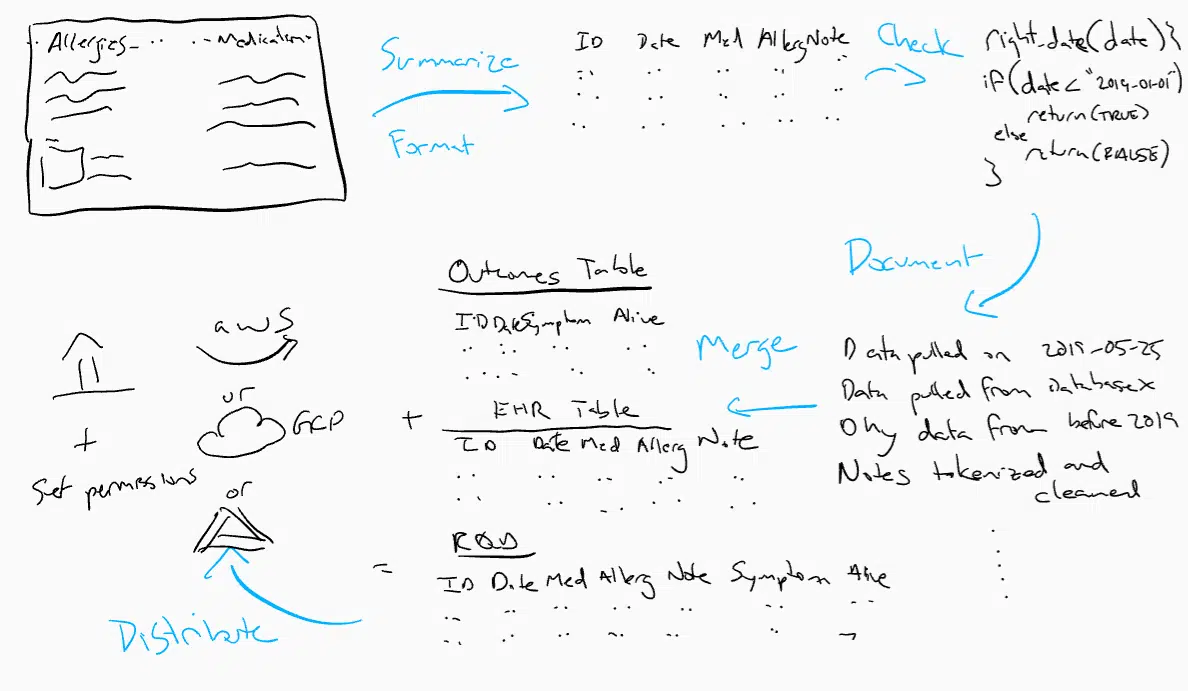 Allergies
Medication
Summarize
Format
ID Date Med Allerg Note
Check
right_date(date){
if(date < "2019-01-01")
return(TRUE)
else
return(FALSE)
}
Document
Data pulled on 2019-05-25
Data pulled from Database X
Only data from before 2019
Notes tokenized and
cleaned
Merge
Outcomes Table
ID Date Symptom Alive
+
EHR Table
ID Date Med Allerg Note
=
RQD
ID Date Med Allerg Note Symptom Alive
Distribute
aws
or
GCP
or
+
Set permissions